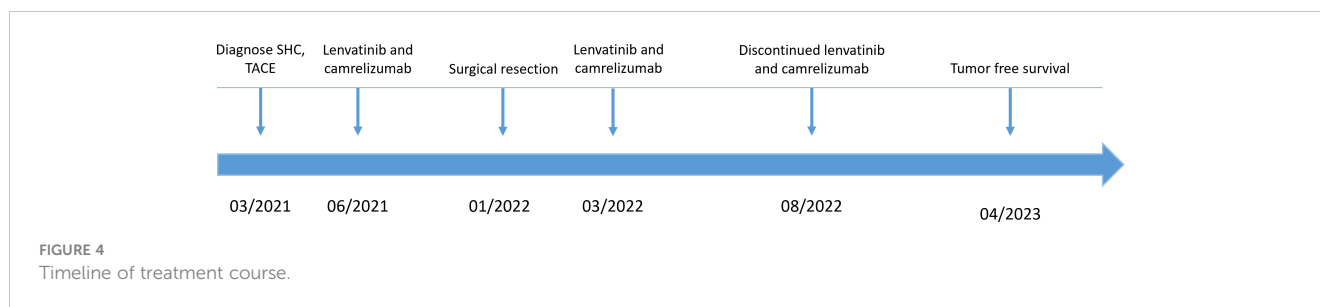 Diagnose SHC,
TACE
Lenvatinib and
camrelizumab
Surgical resection
Lenvatinib and
camrelizumab
Discontinued lenvatinib
and camrelizumab
Tumor free survival
03/2021
06/2021
01/2022
03/2022
08/2022
04/2023
FIGURE 4
Timeline of treatment course.